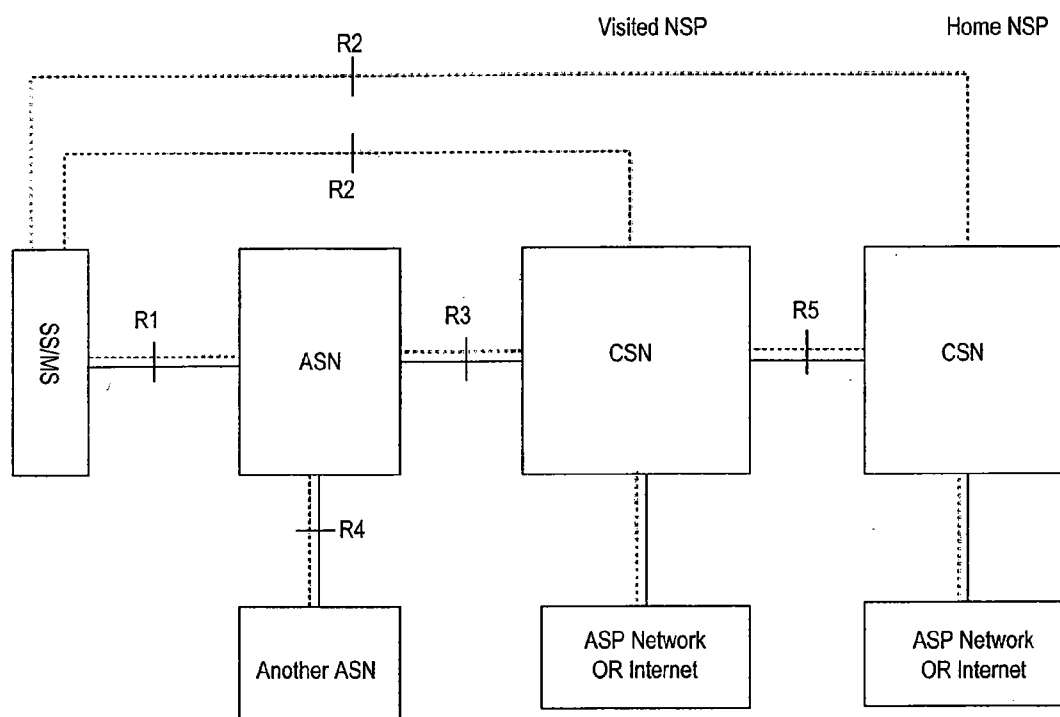 Visited NSP
Home NSP
R2
R2
SS/MS
R1
ASN
R3
CSN
R5
CSN
R4
Another ASN
ASP Network
OR Internet
ASP Network
OR Internet